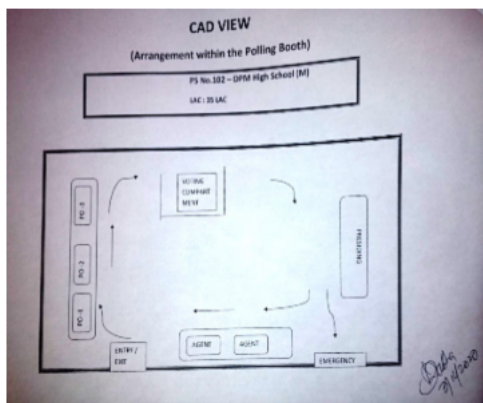 CAD VIEW
(Arrangement within the Polling Booth)
PS No.102 – DPM High School (M)
LAC : 25 LAC
VOTING
COMPART
MENT
PO -3
PO -2
PO -1
PRESIDING
AGENT
AGENT
ENTRY /
EXIT
EMERGENCY